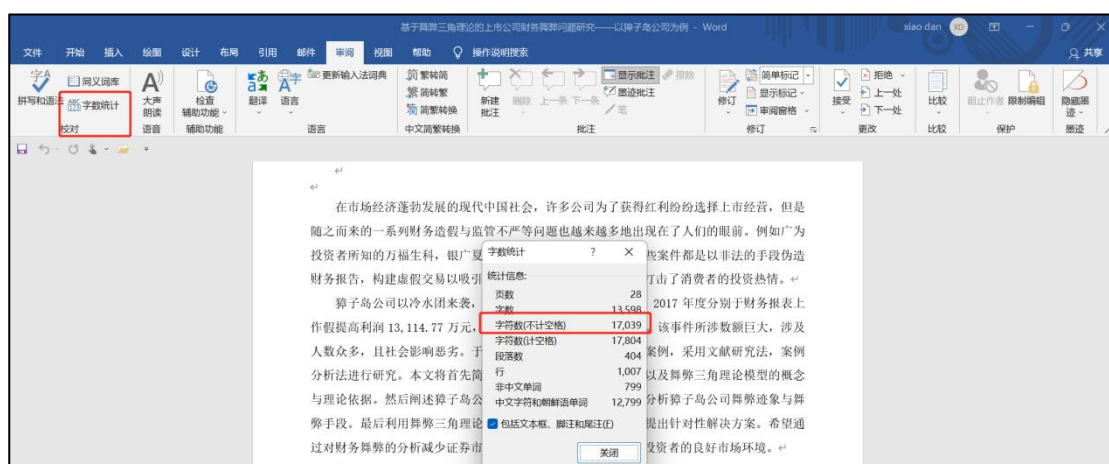 基于舞弊三角理论的上市公司财务舞弊问题研究——以獐子岛公司为例 - Word xiao dan XD
文件 开始 插入 绘图 设计 布局 引用 邮件 审阅 视图 帮助 操作说明搜索 共享
拼写和语法 同义词库 字数统计 大声朗读 检查辅助功能 翻译 语言 更新输入法词典 繁转简 简转繁 简繁转换 新建批注 删除 上一条 下一条 显示批注 墨迹批注 笔 擦除 修订 简单标记 显示标记 审阅窗格 接受 拒绝 上一处 下一处 比较 阻止作者 限制编辑 隐藏墨迹
校对 语音 辅助功能 语言 中文简繁转换 批注 修订 更改 比较 保护 墨迹
在市场经济蓬勃发展的现代中国社会，许多公司为了获得红利纷纷选择上市经营，但是
随之而来的一系列财务造假与监管不严等问题也越来越多地出现在了人们的眼前。例如广为
投资者所知的万福生科，银广夏 些案件都是以非法的手段伪造
财务报告，构建虚假交易以吸引 打击了消费者的投资热情。
獐子岛公司以冷水团来袭， 2017 年度分别于财务报表上
作假提高利润 13,114.77 万元， 该事件所涉数额巨大，涉及
人数众多，且社会影响恶劣。于 案例，采用文献研究法，案例
分析法进行研究。本文将首先简 以及舞弊三角理论模型的概念
与理论依据。然后阐述獐子岛公 分析獐子岛公司舞弊迹象与舞
弊手段。最后利用舞弊三角理论 提出针对性解决方案。希望通
过对财务舞弊的分析减少证券市 投资者的良好市场环境。
字数统计 ? ×
统计信息:
页数 28
字数 13,598
字符数(不计空格) 17,039
字符数(计空格) 17,804
段落数 404
行 1,007
非中文单词 799
中文字符和朝鲜语单词 12,799
包括文本框、脚注和尾注(F)
关闭